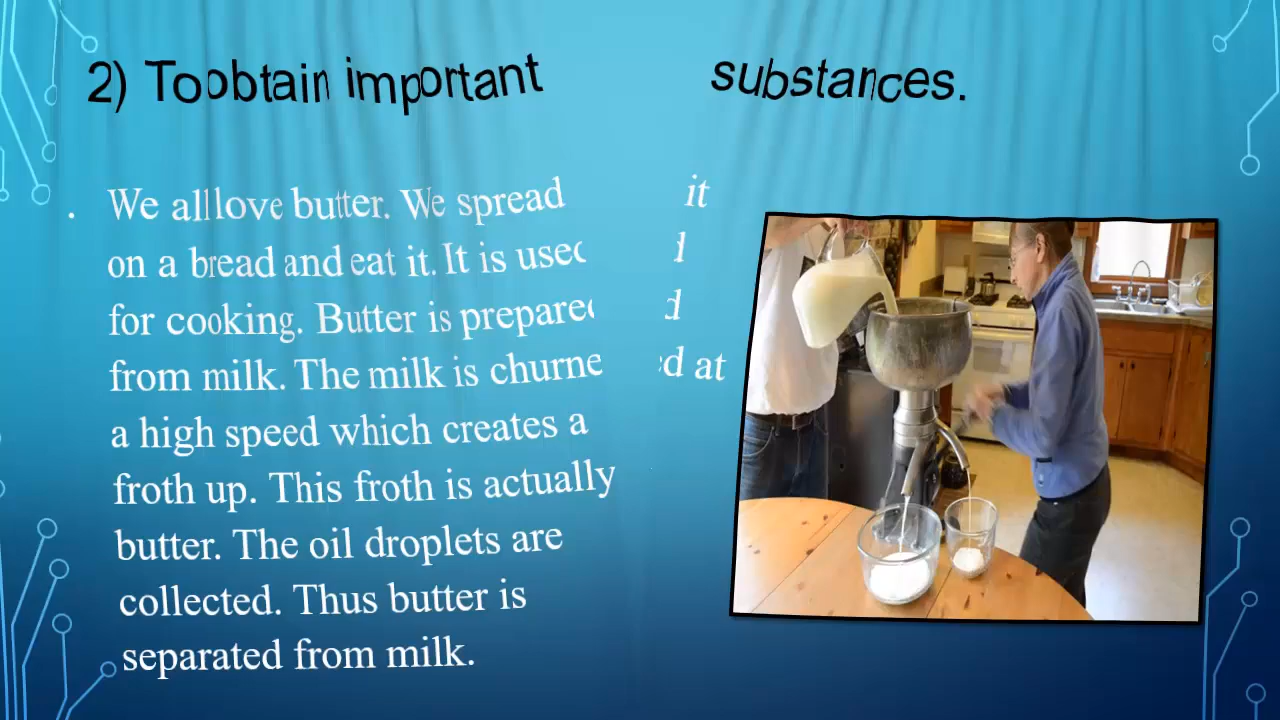 2) To obtain important substances.
. We all love butter. We spread it
on a bread and eat it. It is used
for cooking. Butter is prepared
from milk. The milk is churned at
a high speed which creates a
froth up. This froth is actually
butter. The oil droplets are
collected. Thus butter is
separated from milk.